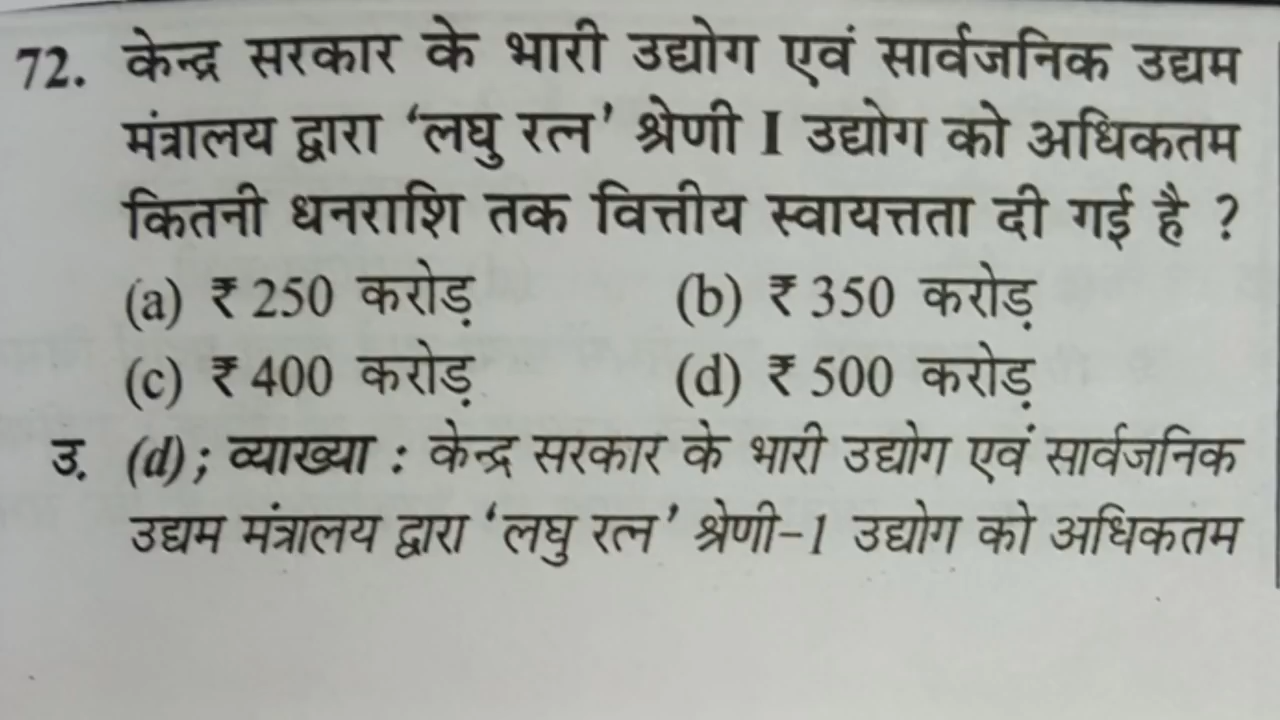 72. केन्द्र सरकार के भारी उद्योग एवं सार्वजनिक उद्यम
मंत्रालय द्वारा ‘लघु रत्न’ श्रेणी I उद्योग को अधिकतम
कितनी धनराशि तक वित्तीय स्वायत्तता दी गई है ?
(a) ₹ 250 करोड़ (b) ₹ 350 करोड़
(c) ₹ 400 करोड़ (d) ₹ 500 करोड़
उ. (d) ; व्याख्या : केन्द्र सरकार के भारी उद्योग एवं सार्वजनिक
उद्यम मंत्रालय द्वारा ‘लघु रत्न’ श्रेणी-1 उद्योग को अधिकतम